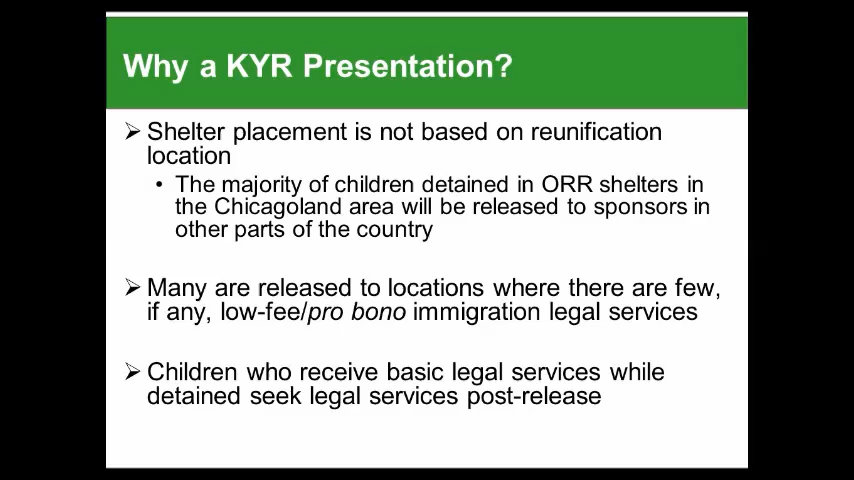 Why a KYR Presentation?
➢ Shelter placement is not based on reunification
location
• The majority of children detained in ORR shelters in
the Chicagoland area will be released to sponsors in
other parts of the country
➢ Many are released to locations where there are few,
if any, low-fee/pro bono immigration legal services
➢ Children who receive basic legal services while
detained seek legal services post-release